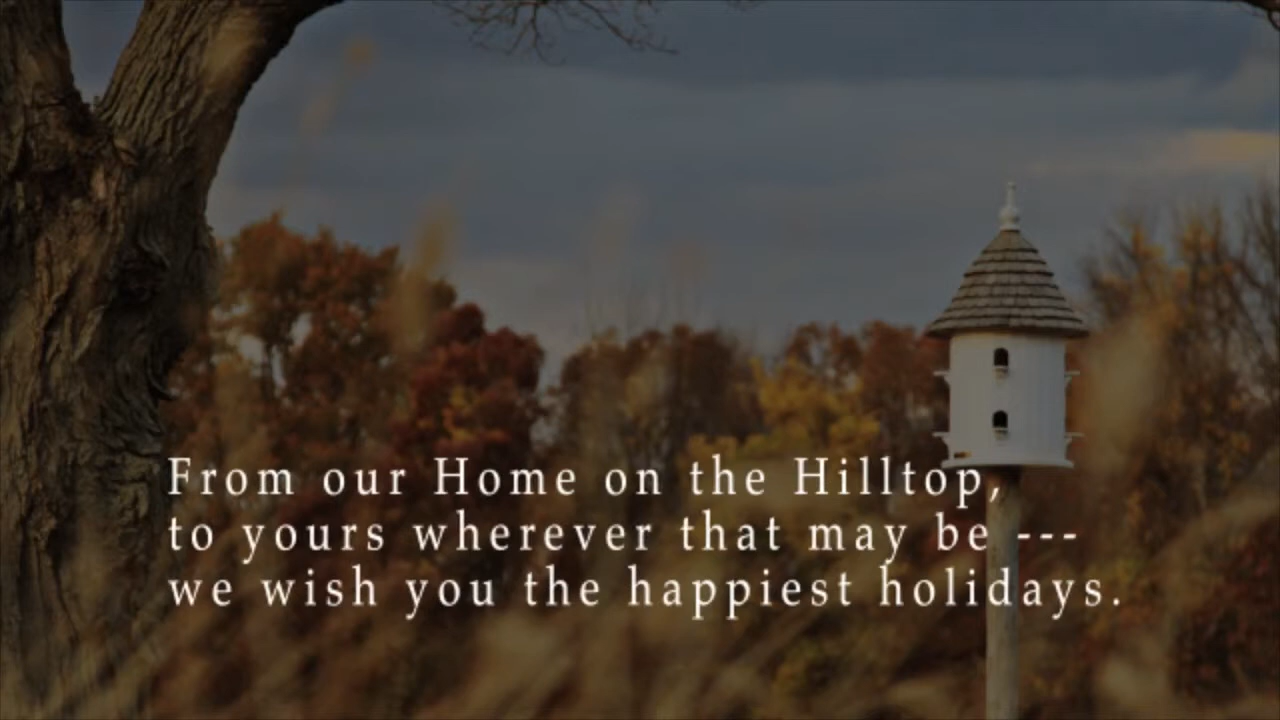 From our Home on the Hilltop,
to yours wherever that may be ---
we wish you the happiest holidays.